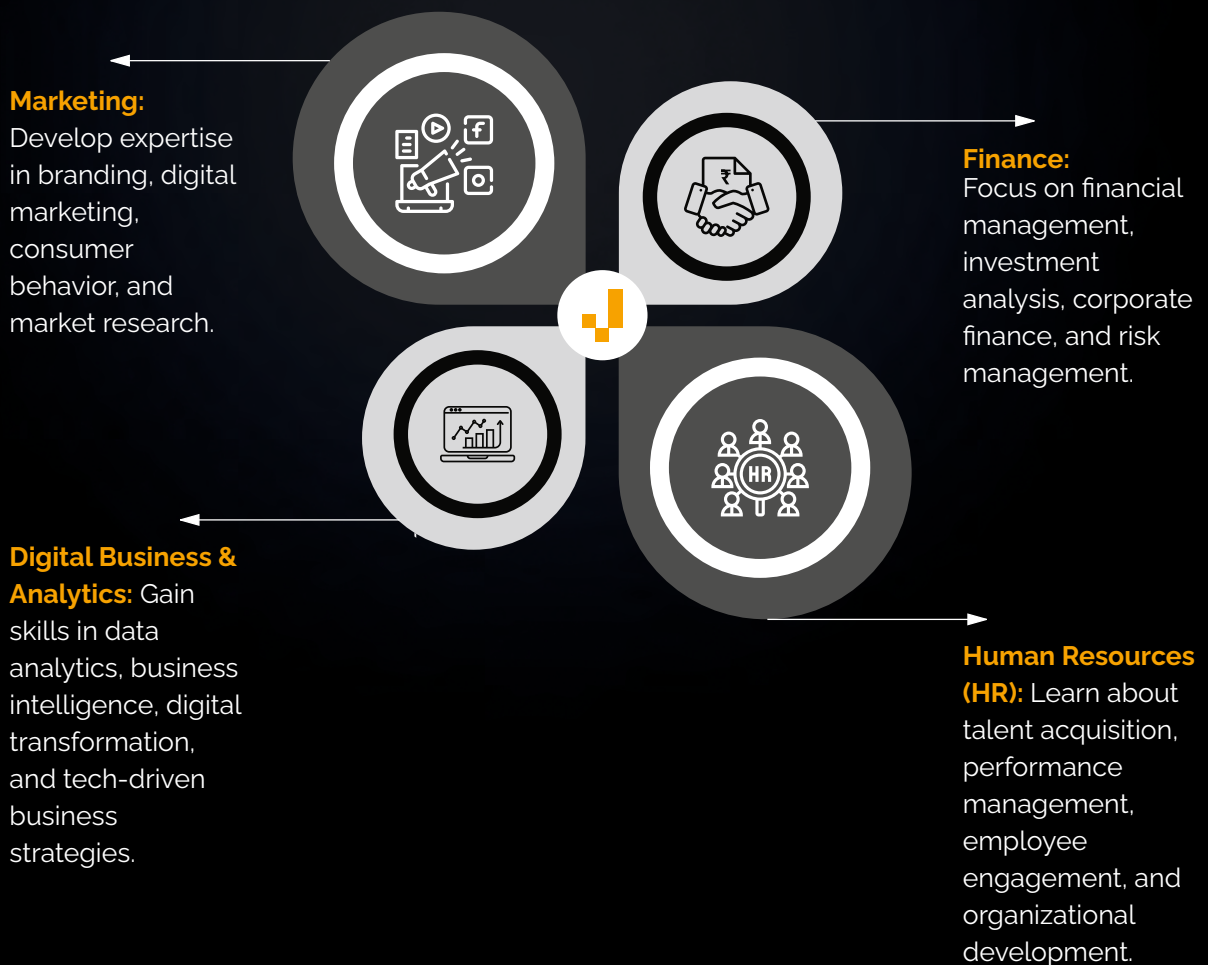 Marketing:
Develop expertise
in branding, digital
marketing,
consumer
behavior, and
market research.
Finance:
Focus on financial
management,
investment
analysis, corporate
finance, and risk
management.
₹
HR
Digital Business &
Analytics: Gain
skills in data
analytics, business
intelligence, digital
transformation,
and tech-driven
business
strategies.
Human Resources
(HR): Learn about
talent acquisition,
performance
management,
employee
engagement, and
organizational
development.